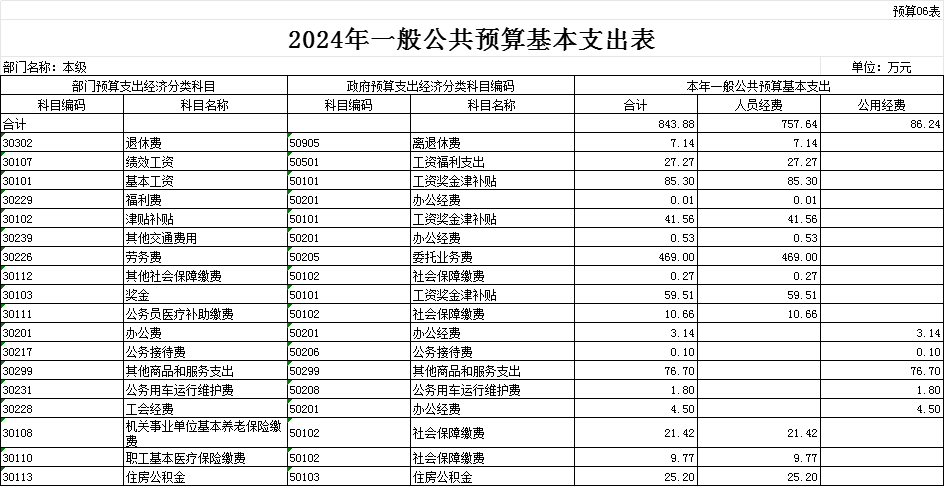 预算06表
2024年一般公共预算基本支出表
部门名称：本级 单位：万元
部门预算支出经济分类科目 政府预算支出经济分类科目编码 本年一般公共预算基本支出
科目编码 科目名称 科目编码 科目名称 合计 人员经费 公用经费
合计 843.88 757.64 86.24
30302 退休费 50905 离退休费 7.14 7.14
30107 绩效工资 50501 工资福利支出 27.27 27.27
30101 基本工资 50101 工资奖金津补贴 85.30 85.30
30229 福利费 50201 办公经费 0.01 0.01
30102 津贴补贴 50101 工资奖金津补贴 41.56 41.56
30239 其他交通费用 50201 办公经费 0.53 0.53
30226 劳务费 50205 委托业务费 469.00 469.00
30112 其他社会保障缴费 50102 社会保障缴费 0.27 0.27
30103 奖金 50101 工资奖金津补贴 59.51 59.51
30111 公务员医疗补助缴费 50102 社会保障缴费 10.66 10.66
30201 办公费 50201 办公经费 3.14 3.14
30217 公务接待费 50206 公务接待费 0.10 0.10
30299 其他商品和服务支出 50299 其他商品和服务支出 76.70 76.70
30231 公务用车运行维护费 50208 公务用车运行维护费 1.80 1.80
30228 工会经费 50201 办公经费 4.50 4.50
30108 机关事业单位基本养老保险缴
费 50102 社会保障缴费 21.42 21.42
30110 职工基本医疗保险缴费 50102 社会保障缴费 9.77 9.77
30113 住房公积金 50103 住房公积金 25.20 25.20